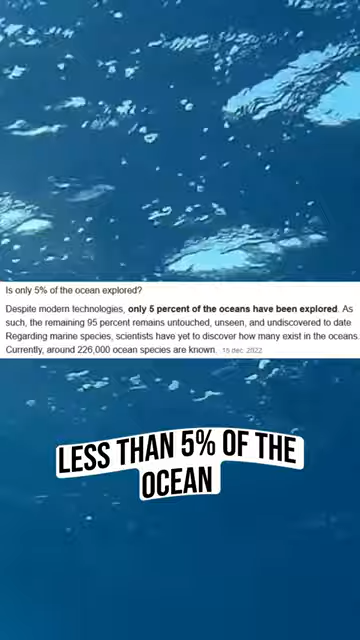 Is only 5% of the ocean explored?
Despite modern technologies, only 5 percent of the oceans have been explored. As
such, the remaining 95 percent remains untouched, unseen, and undiscovered to date
Regarding marine species, scientists have yet to discover how many exist in the oceans.
Currently, around 226,000 ocean species are known. 15 dec. 2022
LESS THAN 5% OF THE
OCEAN